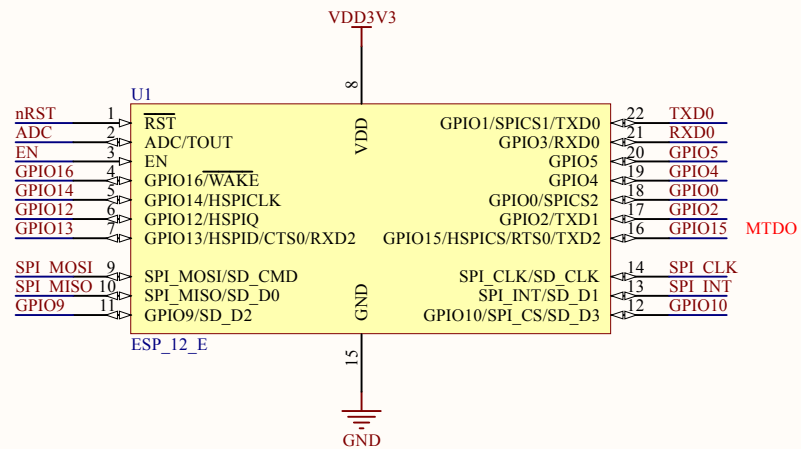 VDD3V3
8
U1
nRST 1 RST VDD GPIO1/SPICS1/TXD0 22 TXD0
ADC 2 ADC/TOUT GPIO3/RXD0 21 RXD0
EN 3 EN GPIO5 20 GPIO5
GPIO16 4 GPIO16/WAKE GPIO4 19 GPIO4
GPIO14 5 GPIO14/HSPICLK GPIO0/SPICS2 18 GPIO0
GPIO12 6 GPIO12/HSPIQ GPIO2/TXD1 17 GPIO2
GPIO13 7 GPIO13/HSPID/CTS0/RXD2 GPIO15/HSPICS/RTS0/TXD2 16 GPIO15 MTDO
SPI_MOSI 9 SPI_MOSI/SD_CMD SPI_CLK/SD_CLK 14 SPI_CLK
SPI_MISO 10 SPI_MISO/SD_D0 GND SPI_INT/SD_D1 13 SPI_INT
GPIO9 11 GPIO9/SD_D2 GPIO10/SPI_CS/SD_D3 12 GPIO10
ESP_12_E
15
GND